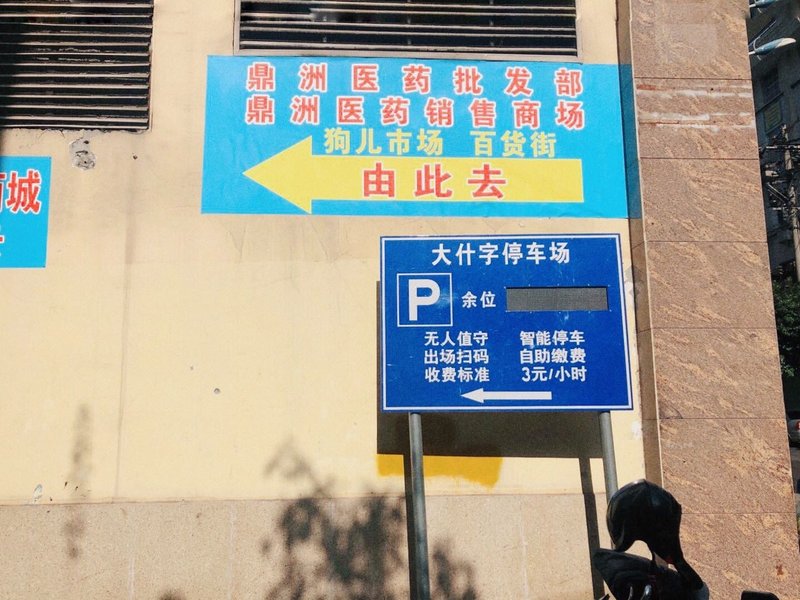 鼎洲医药批发部
鼎洲医药销售商场
狗儿市场 百货街
由此去
城
大什字停车场
P 余位
无人值守 智能停车
出场扫码 自助缴费
收费标准 3元/小时